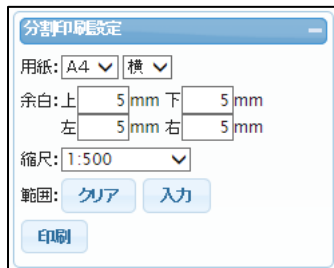 分割印刷設定
用紙: A4 横
余白: 上 5 mm 下 5 mm
左 5 mm 右 5 mm
縮尺: 1:500
範囲: クリア 入力
印刷